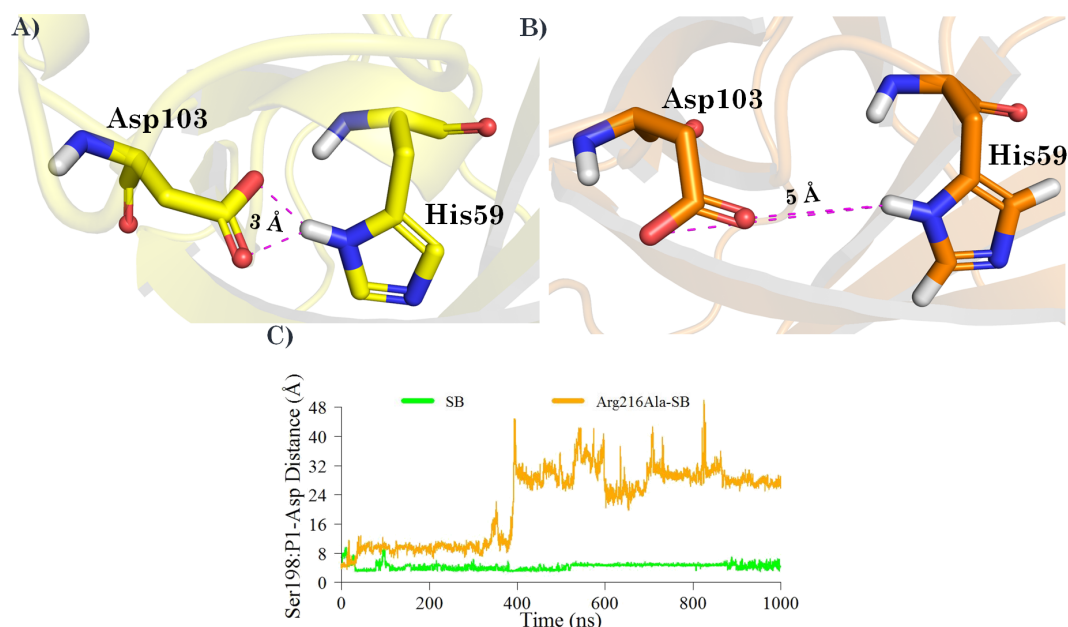 A)
Asp103
3 Å
His59
B)
Asp103
5 Å
His59
C)
SB
Arg216Ala-SB
Ser198:P1-Asp Distance (Å)
48
40
32
24
16
8
0
0 200 400 600 800 1000
Time (ns)